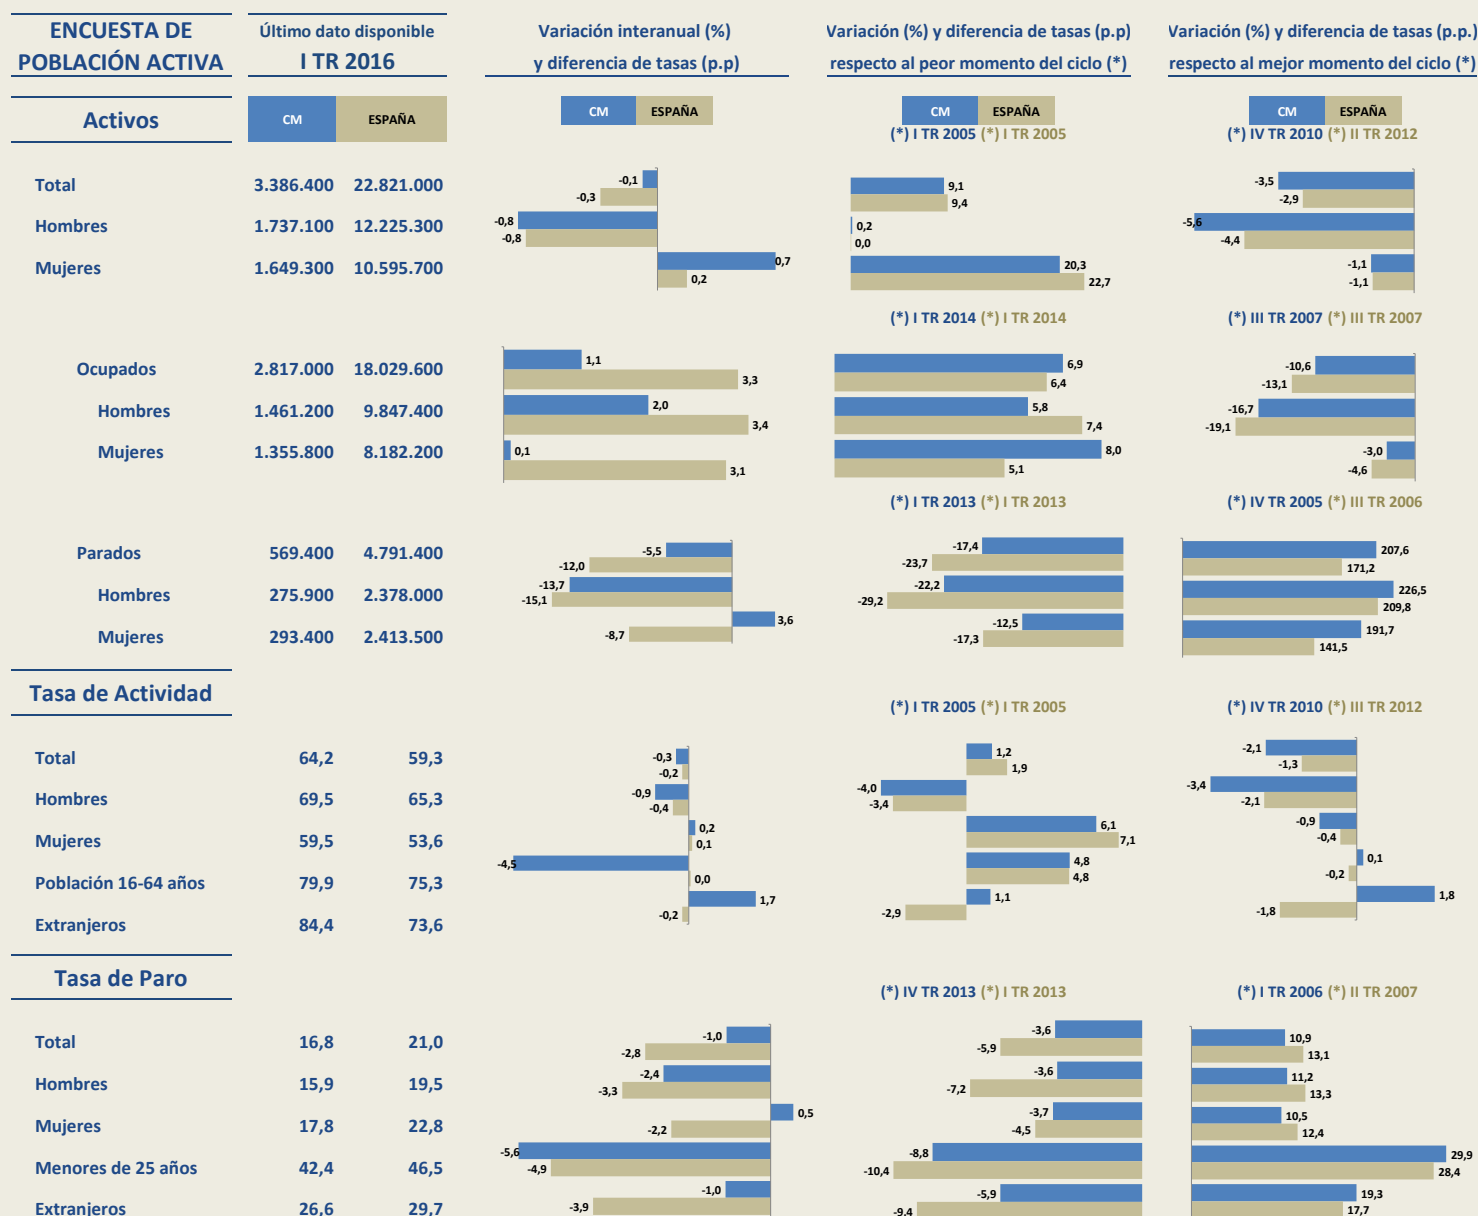 ENCUESTA DE POBLACIÓN ACTIVA
Último dato disponible
I TR 2016
Variación interanual (%)
y diferencia de tasas (p.p)
Variación (%) y diferencia de tasas (p.p)
respecto al peor momento del ciclo (*)
Variación (%) y diferencia de tasas (p.p.)
respecto al mejor momento del ciclo (*)
Activos
CM ESPAÑA
CM ESPAÑA
CM ESPAÑA
(*) I TR 2005 (*) I TR 2005
CM ESPAÑA
(*) IV TR 2010 (*) II TR 2012
Total 3.386.400 22.821.000 -0,1 -0,3 9,1 9,4 -3,5 -2,9
Hombres 1.737.100 12.225.300 -0,8 -0,8 0,2 0,0 -5,6 -4,4
Mujeres 1.649.300 10.595.700 0,7 0,2 20,3 22,7 -1,1 -1,1
(*) I TR 2014 (*) I TR 2014
(*) III TR 2007 (*) III TR 2007
Ocupados 2.817.000 18.029.600 1,1 3,3 6,9 6,4 -10,6 -13,1
Hombres 1.461.200 9.847.400 2,0 3,4 5,8 7,4 -16,7 -19,1
Mujeres 1.355.800 8.182.200 0,1 3,1 8,0 5,1 -3,0 -4,6
(*) I TR 2013 (*) I TR 2013
(*) IV TR 2005 (*) III TR 2006
Parados 569.400 4.791.400 -5,5 -12,0 -17,4 -23,7 207,6 171,2
Hombres 275.900 2.378.000 -13,7 -15,1 -22,2 -29,2 226,5 209,8
Mujeres 293.400 2.413.500 3,6 -8,7 -12,5 -17,3 191,7 141,5
Tasa de Actividad
(*) I TR 2005 (*) I TR 2005
(*) IV TR 2010 (*) III TR 2012
Total 64,2 59,3 -0,3 -0,2 1,2 1,9 -2,1 -1,3
Hombres 69,5 65,3 -0,9 -0,4 -4,0 -3,4 -3,4 -2,1
Mujeres 59,5 53,6 0,2 0,1 6,1 7,1 -0,9 -0,4
Población 16-64 años 79,9 75,3 -4,5 0,0 4,8 4,8 0,1 -0,2
Extranjeros 84,4 73,6 1,7 -0,2 1,1 -2,9 1,8 -1,8
Tasa de Paro
(*) IV TR 2013 (*) I TR 2013
(*) I TR 2006 (*) II TR 2007
Total 16,8 21,0 -1,0 -2,8 -3,6 -5,9 10,9 13,1
Hombres 15,9 19,5 -2,4 -3,3 -3,6 -7,2 11,2 13,3
Mujeres 17,8 22,8 0,5 -2,2 -3,7 -4,5 10,5 12,4
Menores de 25 años 42,4 46,5 -5,6 -4,9 -8,8 -10,4 29,9 28,4
Extranjeros 26,6 29,7 -1,0 -3,9 -5,9 -9,4 19,3 17,7